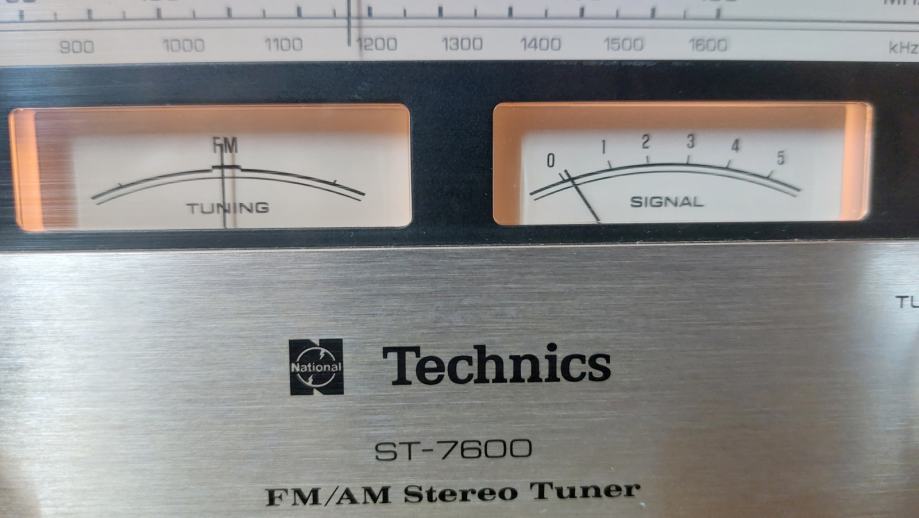 900 1000 1100 1200 1300 1400 1500 1600 kHz
FM
TUNING
0 1 2 3 4 5
SIGNAL
National Technics
ST-7600
FM/AM Stereo Tuner